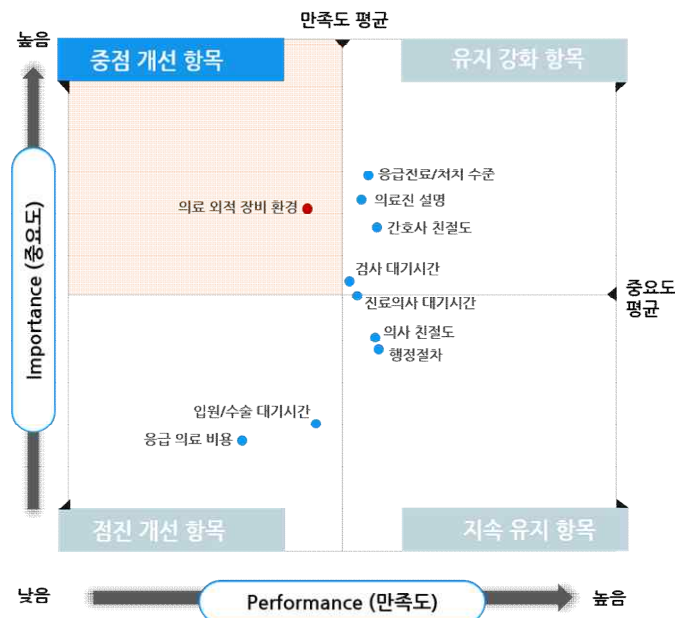 만족도 평균
높음
중점 개선 항목
유지 강화 항목
응급진료/처치 수준
의료진 설명
의료 외적 장비 환경
간호사 친절도
검사 대기시간
중요도
평균
진료의사 대기시간
의사 친절도
행정절차
Importance (중요도)
입원/수술 대기시간
응급 의료 비용
점진 개선 항목
지속 유지 항목
낮음
Performance (만족도)
높음